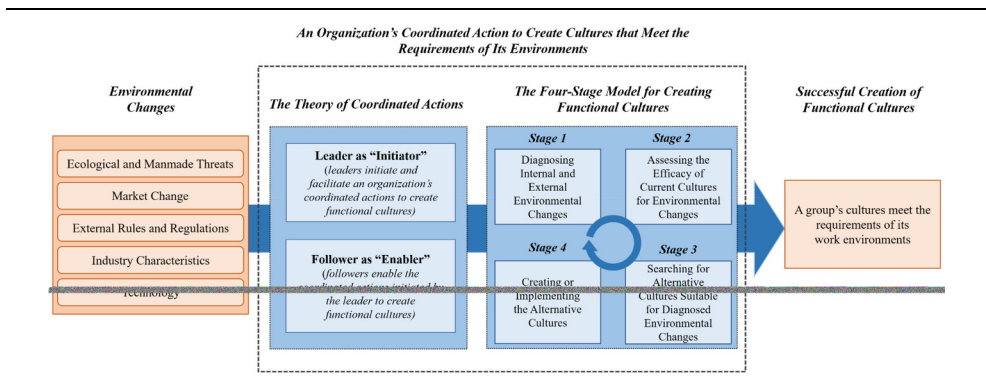 An Organization's Coordinated Action to Create Cultures that Meet the
Requirements of Its Environments
Environmental
Changes
Ecological and Manmade Threats
Market Change
External Rules and Regulations
Industry Characteristics
Technology
The Theory of Coordinated Actions
Leader as "Initiator"
(leaders initiate and
facilitate an organization's
coordinated actions to create
functional cultures)
Follower as "Enabler"
(followers enable the
coordinated actions initiated by
the leader to create
functional cultures)
The Four-Stage Model for Creating
Functional Cultures
Stage 1
Diagnosing
Internal and
External
Environmental
Changes
Stage 2
Assessing the
Efficacy of
Current Cultures
for Environmental
Changes
Stage 4
Creating or
Implementing
the Alternative
Cultures
Stage 3
Searching for
Alternative
Cultures Suitable
for Diagnosed
Environmental
Changes
Successful Creation of
Functional Cultures
A group's cultures meet the
requirements of its
work environments